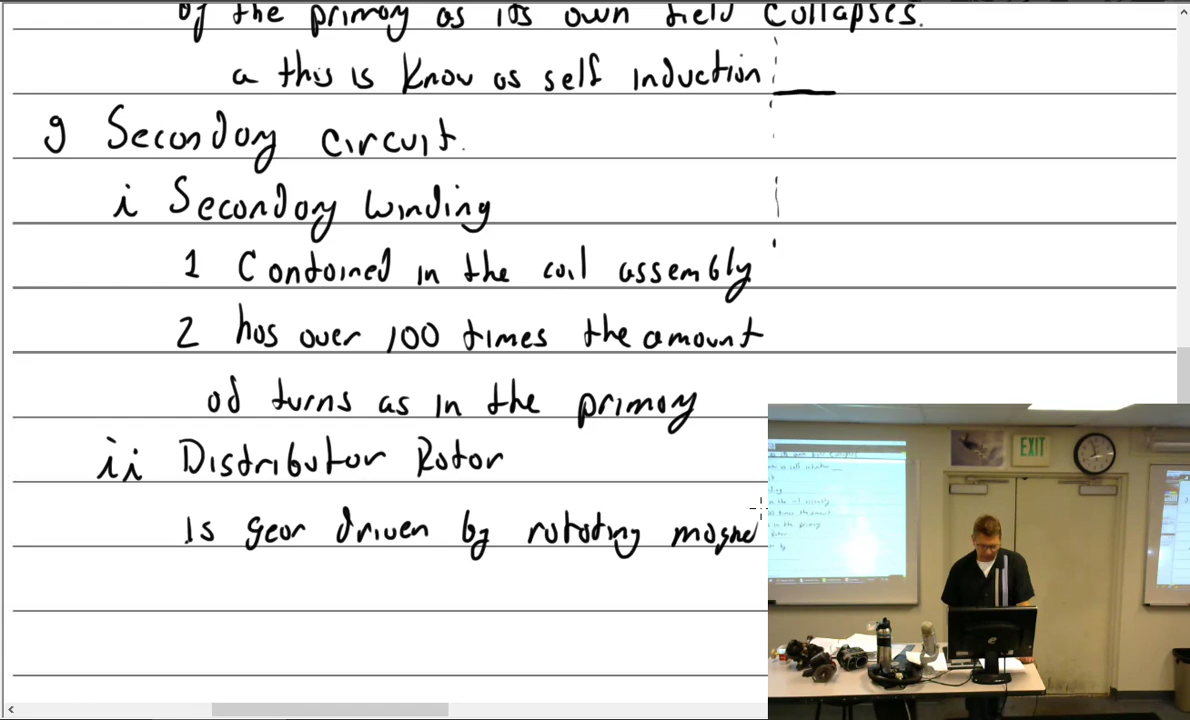 of the primary as its own field collapses.
a this is know as self induction
g Secondary circuit.
i Secondary winding
1 Contained in the coil assembly
2 has over 100 times the amount
od turns as in the primary
ii Distributor Rotor
is gear driven by rotating magne
EXIT